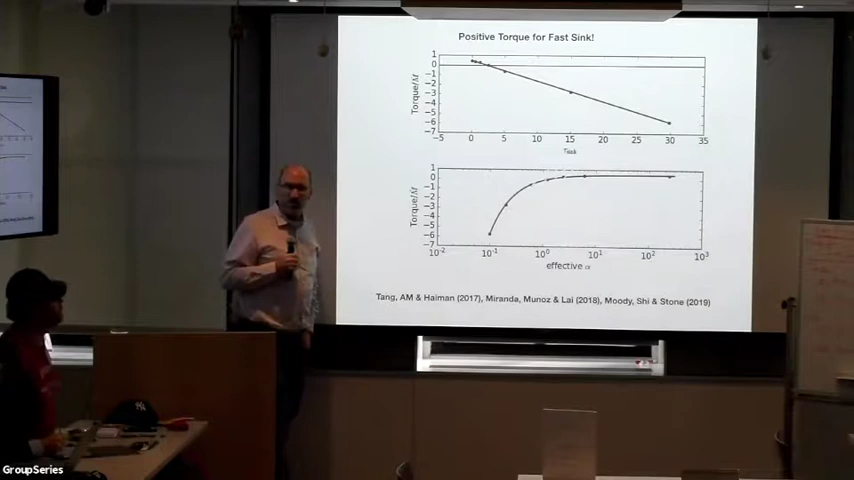 Positive Torque for Fast Sink!
1
0
−1
−2
−3
−4
−5
−6
−7
Torque/Ṁ
−5 0 5 10 15 20 25 30 35
τsink
1
0
−1
−2
−3
−4
−5
−6
−7
Torque/Ṁ
10⁻² 10⁻¹ 10⁰ 10¹ 10² 10³
effective α
Tang, AM & Haiman (2017), Miranda, Munoz & Lai (2018), Moody, Shi & Stone (2019)
GroupSeries